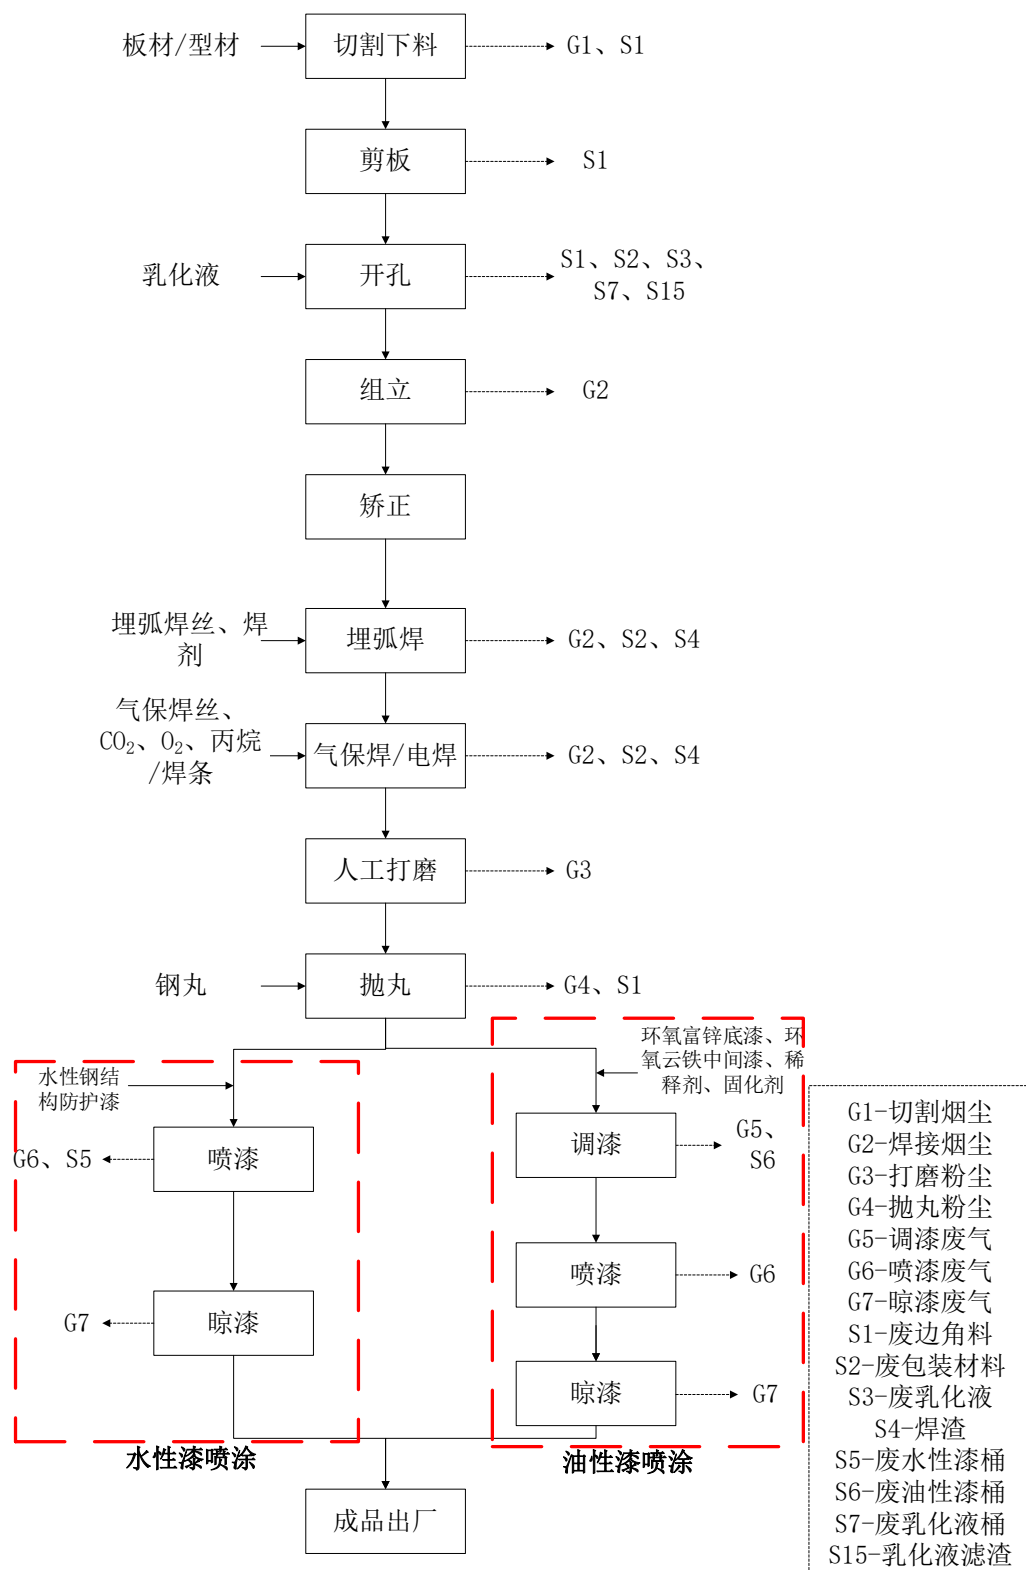 板材/型材
切割下料
G1、S1
剪板
S1
乳化液
开孔
S1、S2、S3、
S7、S15
组立
G2
矫正
埋弧焊丝、焊
剂
埋弧焊
G2、S2、S4
气保焊丝、
CO₂、O₂、丙烷
/焊条
气保焊/电焊
G2、S2、S4
人工打磨
G3
钢丸
抛丸
G4、S1
水性钢结
构防护漆
喷漆
G6、S5
晾漆
G7
水性漆喷涂
环氧富锌底漆、环
氧云铁中间漆、稀
释剂、固化剂
调漆
G5、
S6
喷漆
G6
晾漆
G7
油性漆喷涂
成品出厂
G1-切割烟尘
G2-焊接烟尘
G3-打磨粉尘
G4-抛丸粉尘
G5-调漆废气
G6-喷漆废气
G7-晾漆废气
S1-废边角料
S2-废包装材料
S3-废乳化液
S4-焊渣
S5-废水性漆桶
S6-废油性漆桶
S7-废乳化液桶
S15-乳化液滤渣